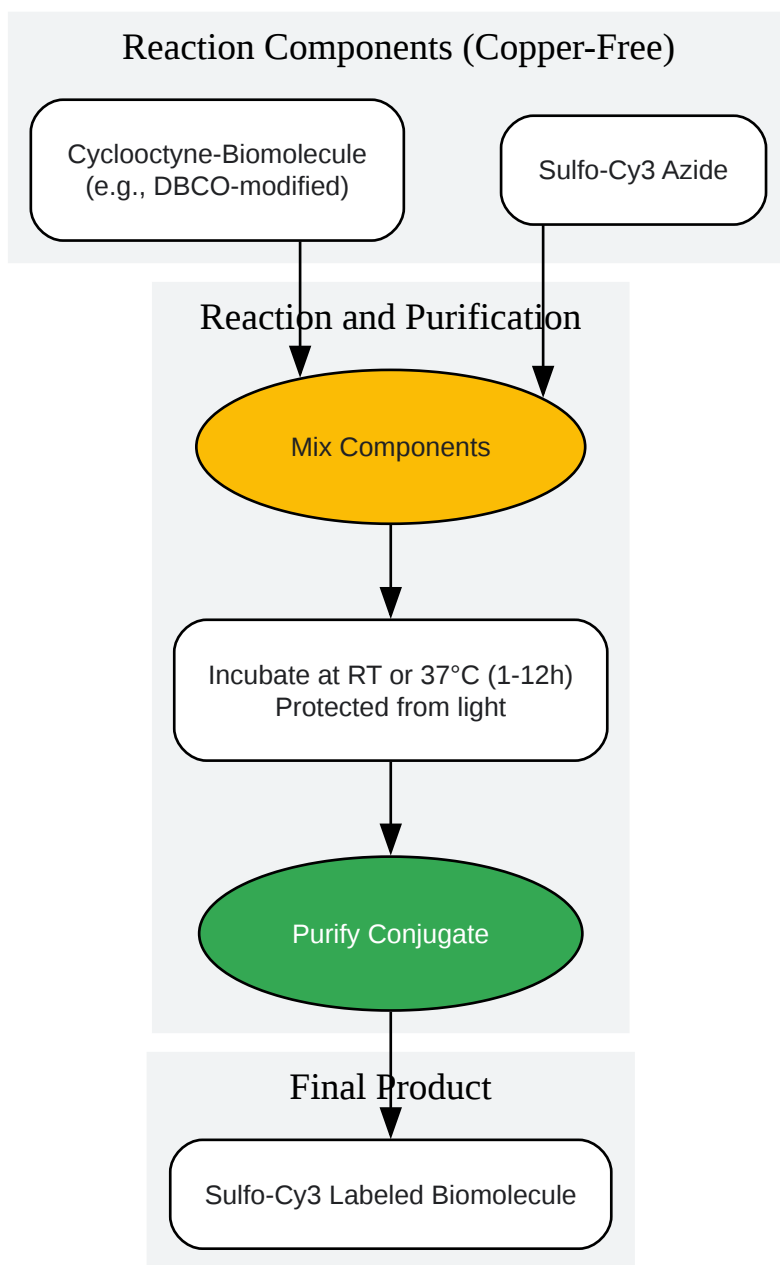 Reaction Components (Copper-Free)
Cyclooctyne-Biomolecule
(e.g., DBCO-modified)
Sulfo-Cy3 Azide
Reaction and Purification
Mix Components
Incubate at RT or 37°C (1-12h)
Protected from light
Purify Conjugate
Final Product
Sulfo-Cy3 Labeled Biomolecule